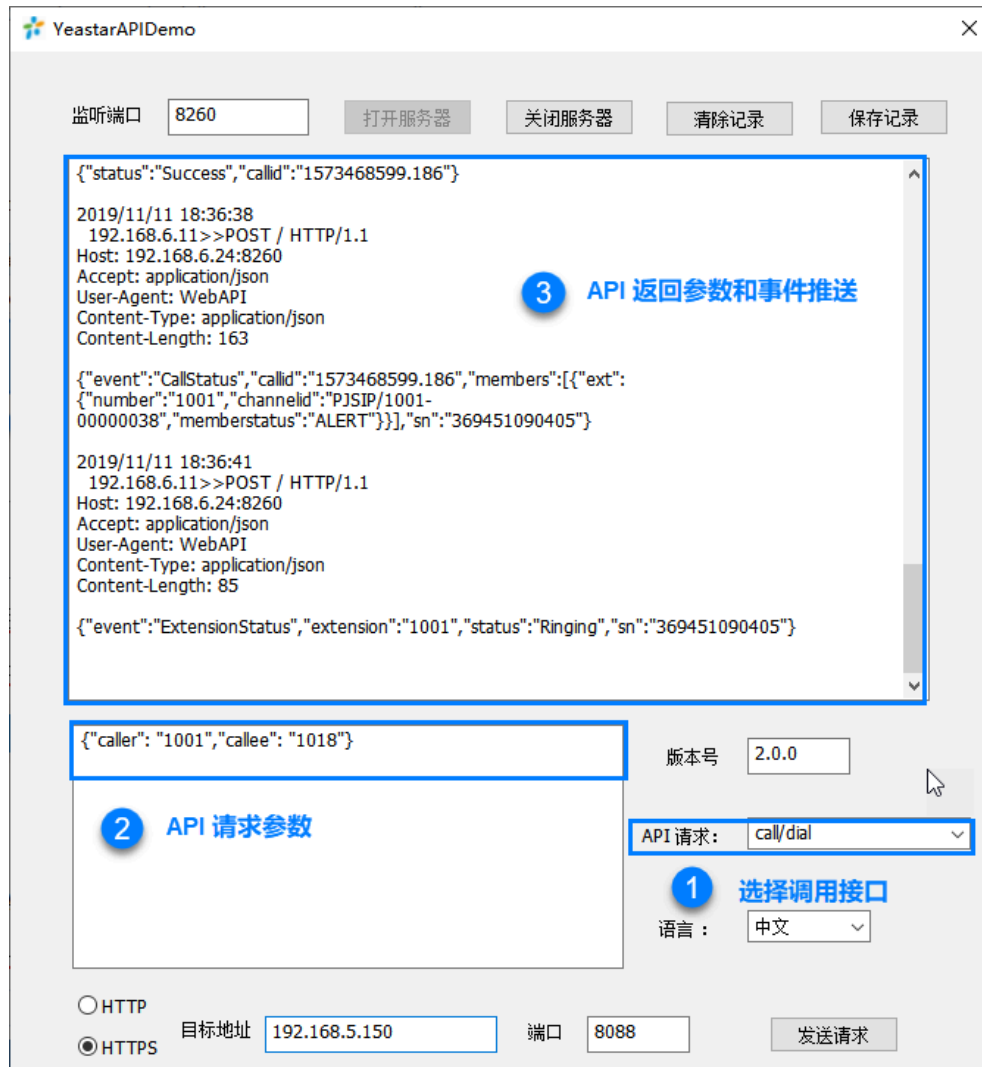 YeastarAPIDemo
监听端口 8260 打开服务器 关闭服务器 清除记录 保存记录
{"status":"Success","callid":"1573468599.186"}
2019/11/11 18:36:38
192.168.6.11>>POST / HTTP/1.1
Host: 192.168.6.24:8260
Accept: application/json
User-Agent: WebAPI
Content-Type: application/json
Content-Length: 163
3 API 返回参数和事件推送
{"event":"CallStatus","callid":"1573468599.186","members":[{"ext":
{"number":"1001","channelid":"PJSIP/1001-
00000038","memberstatus":"ALERT"}}],"sn":"369451090405"}
2019/11/11 18:36:41
192.168.6.11>>POST / HTTP/1.1
Host: 192.168.6.24:8260
Accept: application/json
User-Agent: WebAPI
Content-Type: application/json
Content-Length: 85
{"event":"ExtensionStatus","extension":"1001","status":"Ringing","sn":"369451090405"}
{"caller": "1001","callee": "1018"}
版本号 2.0.0
2 API 请求参数
API 请求: call/dial
1 选择调用接口
语言： 中文
HTTP
HTTPS
目标地址 192.168.5.150 端口 8088 发送请求